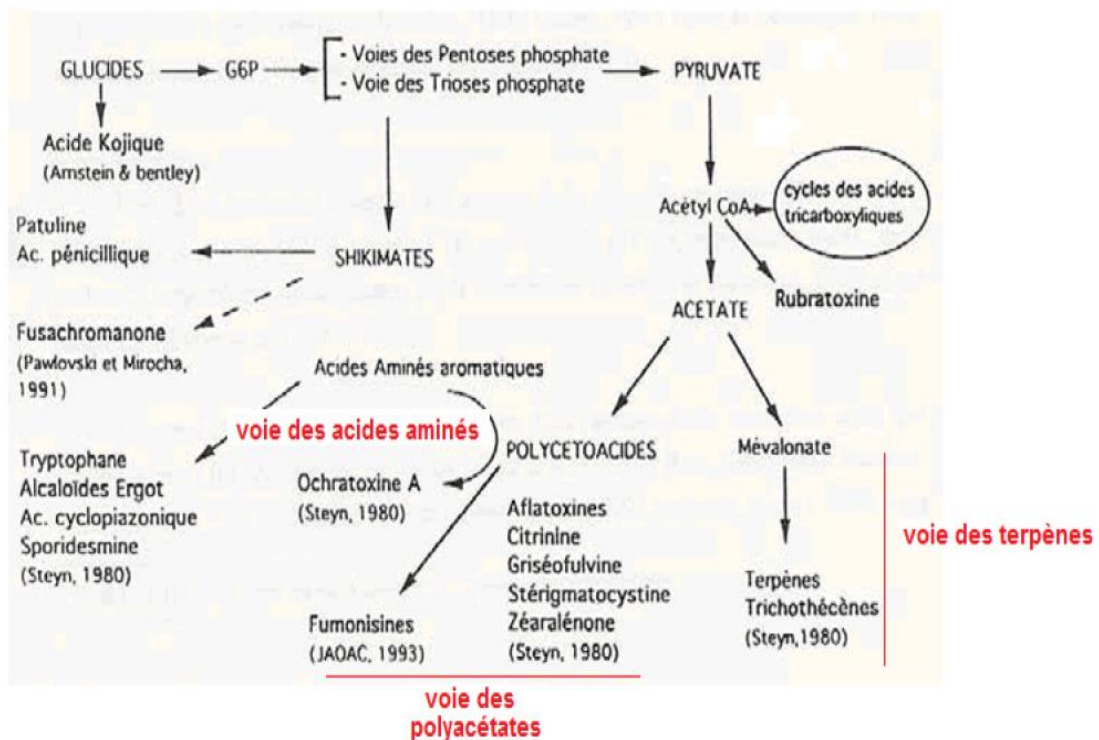 GLUCIDES
G6P
- Voies des Pentoses phosphate
- Voie des Trioses phosphate
PYRUVATE
Acide Kojique
(Arnstein & bentley)
cycles des acides
tricarboxyliques
Acétyl CoA
Patuline
Ac. pénicillique
SHIKIMATES
ACETATE
Rubratoxine
Fusachromanone
(Pawlovski et Mirocha,
1991)
Acides Aminés aromatiques
voie des acides aminés
POLYCETOACIDES
Mévalonate
Tryptophane
Alcaloïdes Ergot
Ac. cyclopiazonique
Sporidesmine
(Steyn, 1980)
Ochratoxine A
(Steyn, 1980)
Aflatoxines
Citrinine
Griséofulvine
Stérigmatocystine
Zéaralénone
(Steyn, 1980)
voie des terpènes
Terpènes
Trichothécènes
(Steyn,1980)
Fumonisines
(JAOAC, 1993)
voie des
polyacétates